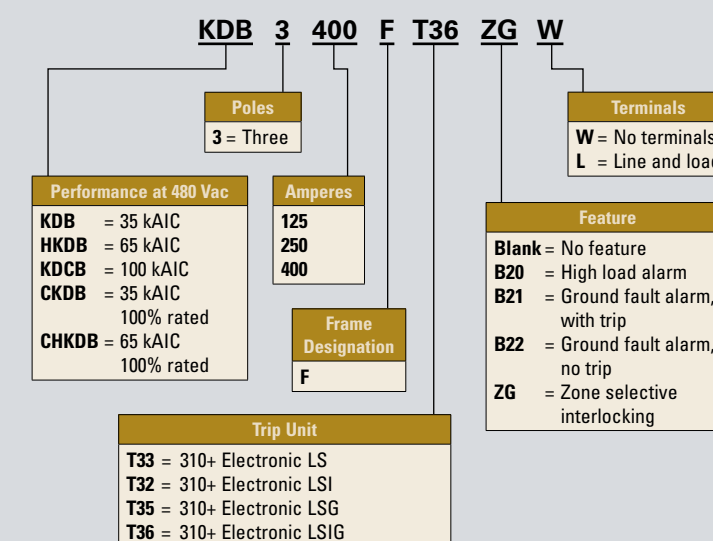 KDB 3 400 F T36 ZG W
Poles
3 = Three
Terminals
W = No terminals
L = Line and load
Performance at 480 Vac
KDB = 35 kAIC
HKDB = 65 kAIC
KDCB = 100 kAIC
CKDB = 35 kAIC
100% rated
CHKDB = 65 kAIC
100% rated
Amperes
125
250
400
Feature
Blank = No feature
B20 = High load alarm
B21 = Ground fault alarm,
with trip
B22 = Ground fault alarm,
no trip
ZG = Zone selective
interlocking
Frame
Designation
F
Trip Unit
T33 = 310+ Electronic LS
T32 = 310+ Electronic LSI
T35 = 310+ Electronic LSG
T36 = 310+ Electronic LSIG